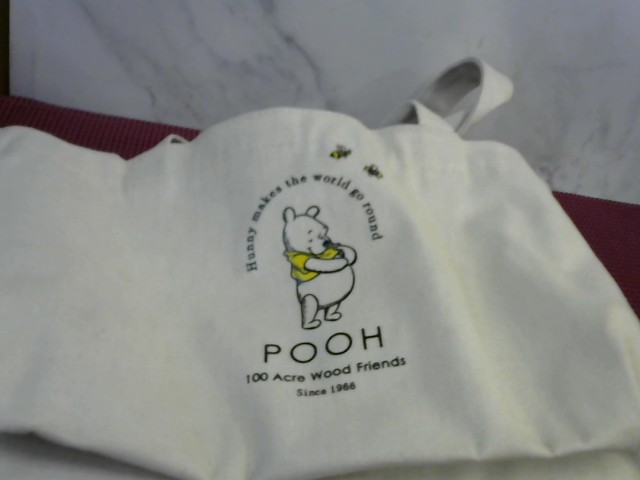 Hunny makes the world go round
POOH
100 Acre Wood Friends
Since 1966